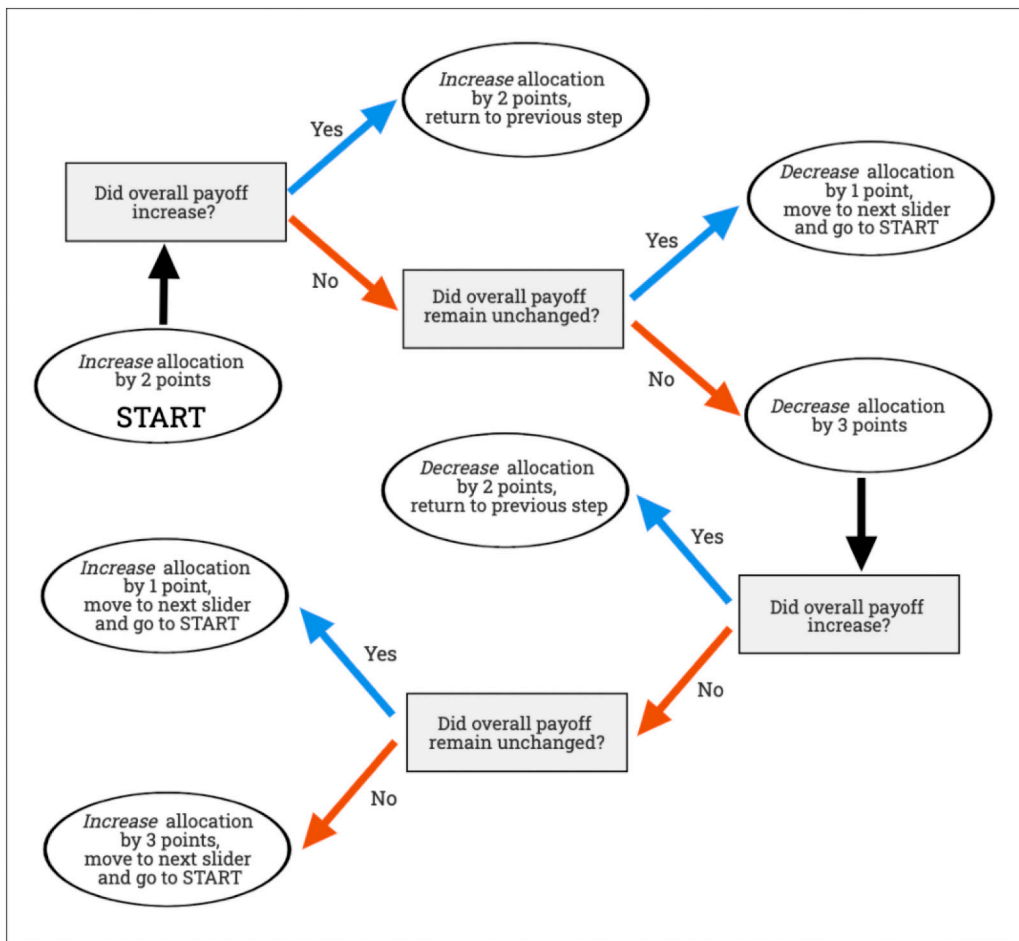 Increase allocation
by 2 points,
return to previous step
Yes
Did overall payoff
increase?
No
Decrease allocation
by 1 point,
move to next slider
and go to START
Yes
Did overall payoff
remain unchanged?
No
Increase allocation
by 2 points
START
Decrease allocation
by 3 points
Decrease allocation
by 2 points,
return to previous step
Yes
Did overall payoff
increase?
No
Increase allocation
by 1 point,
move to next slider
and go to START
Yes
Did overall payoff
remain unchanged?
No
Increase allocation
by 3 points,
move to next slider
and go to START